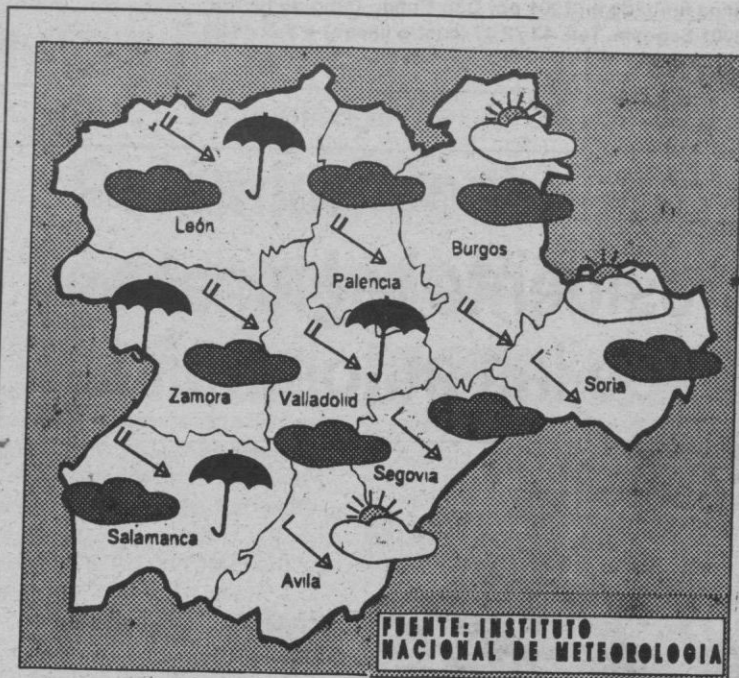 León
Palencia
Burgos
Zamora
Valladolid
Soria
Segovia
Salamanca
Avila
FUENTE: INSTITUTO
NACIONAL DE METEOROLOGIA